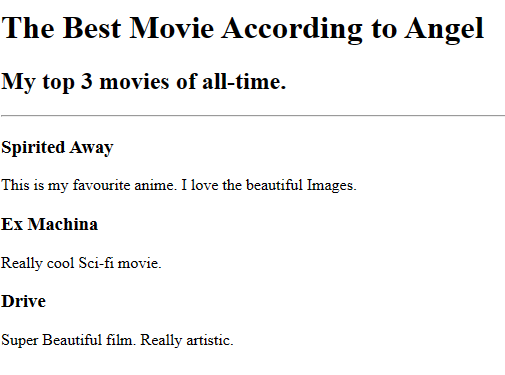 The Best Movie According to Angel
My top 3 movies of all-time.
Spirited Away
This is my favourite anime. I love the beautiful Images.
Ex Machina
Really cool Sci-fi movie.
Drive
Super Beautiful film. Really artistic.